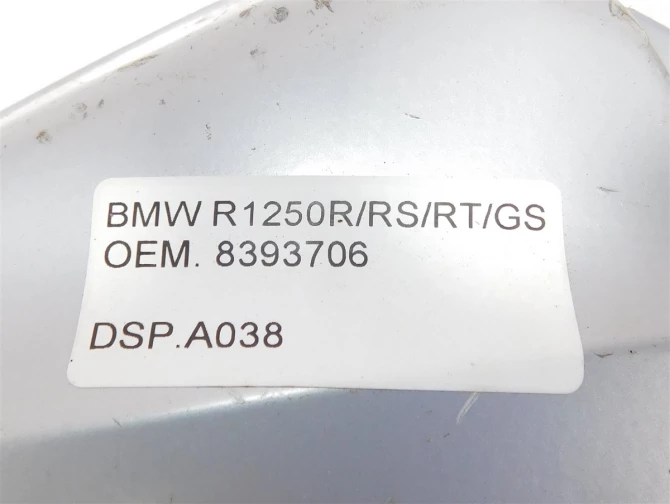 BMW R1250R/RS/RT/GS
OEM. 8393706
DSP.A038